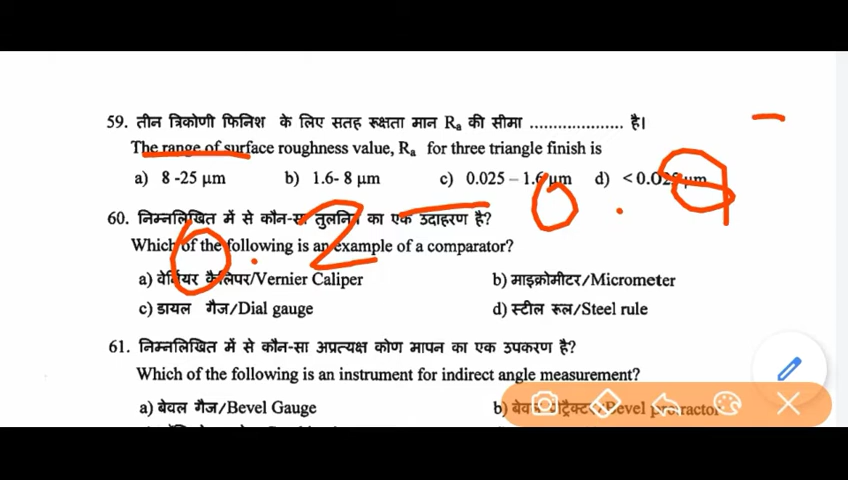 59. तीन त्रिकोणी फिनिश के लिए सतह रूक्षता मान Rₐ की सीमा ..................... है।
The range of surface roughness value, Rₐ for three triangle finish is
a) 8 -25 μm b) 1.6- 8 μm c) 0.025 – 1.6 μm d) < 0.025 μm
60. निम्नलिखित में से कौन-सा तुलनित्र का एक उदाहरण है?
Which of the following is an example of a comparator?
a) वेर्नियर कैलिपर/Vernier Caliper b) माइक्रोमीटर/Micrometer
c) डायल गैज/Dial gauge d) स्टील रूल/Steel rule
61. निम्नलिखित में से कौन-सा अप्रत्यक्ष कोण मापन का एक उपकरण है?
Which of the following is an instrument for indirect angle measurement?
a) बेवल गैज/Bevel Gauge b) बेवल प्रोट्रैक्टर/Bevel protractor
0.2
0.